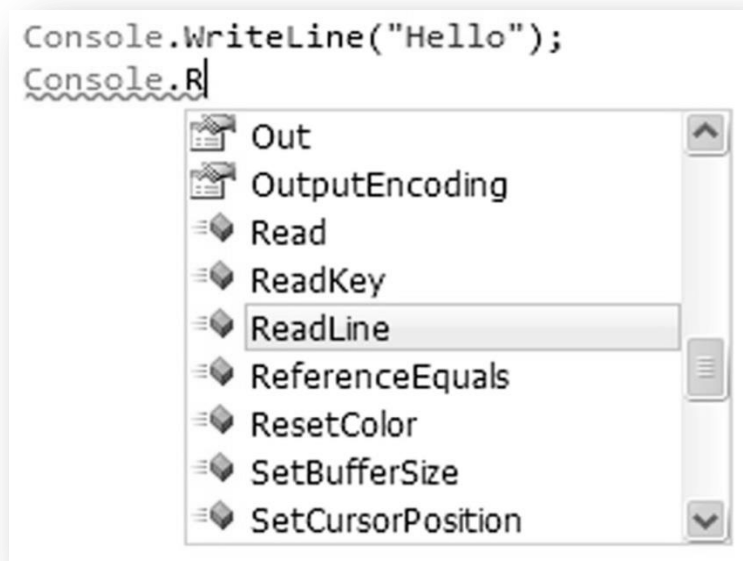 Console.WriteLine("Hello");
Console.R
Out
OutputEncoding
Read
ReadKey
ReadLine
ReferenceEquals
ResetColor
SetBufferSize
SetCursorPosition